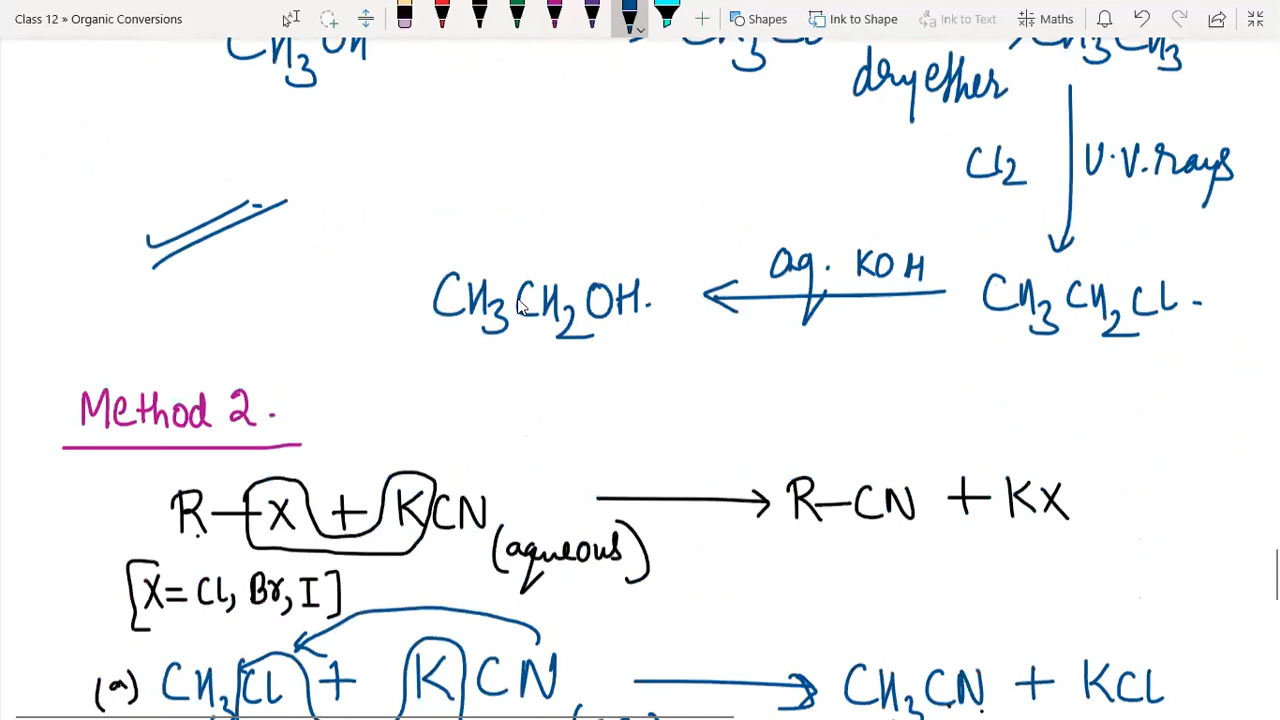 Class 12 » Organic Conversions
Shapes Ink to Shape Ink to Text Maths
CH3OH CH3Cl CH3CH3
dry ether
Cl2 U.V. rays
aq. KOH
CH3CH2OH. CH3CH2Cl.
Method 2.
R-X + KCN (aqueous) R-CN + KX
[X= Cl, Br, I]
(a) CH3Cl + KCN CH3CN + KCl